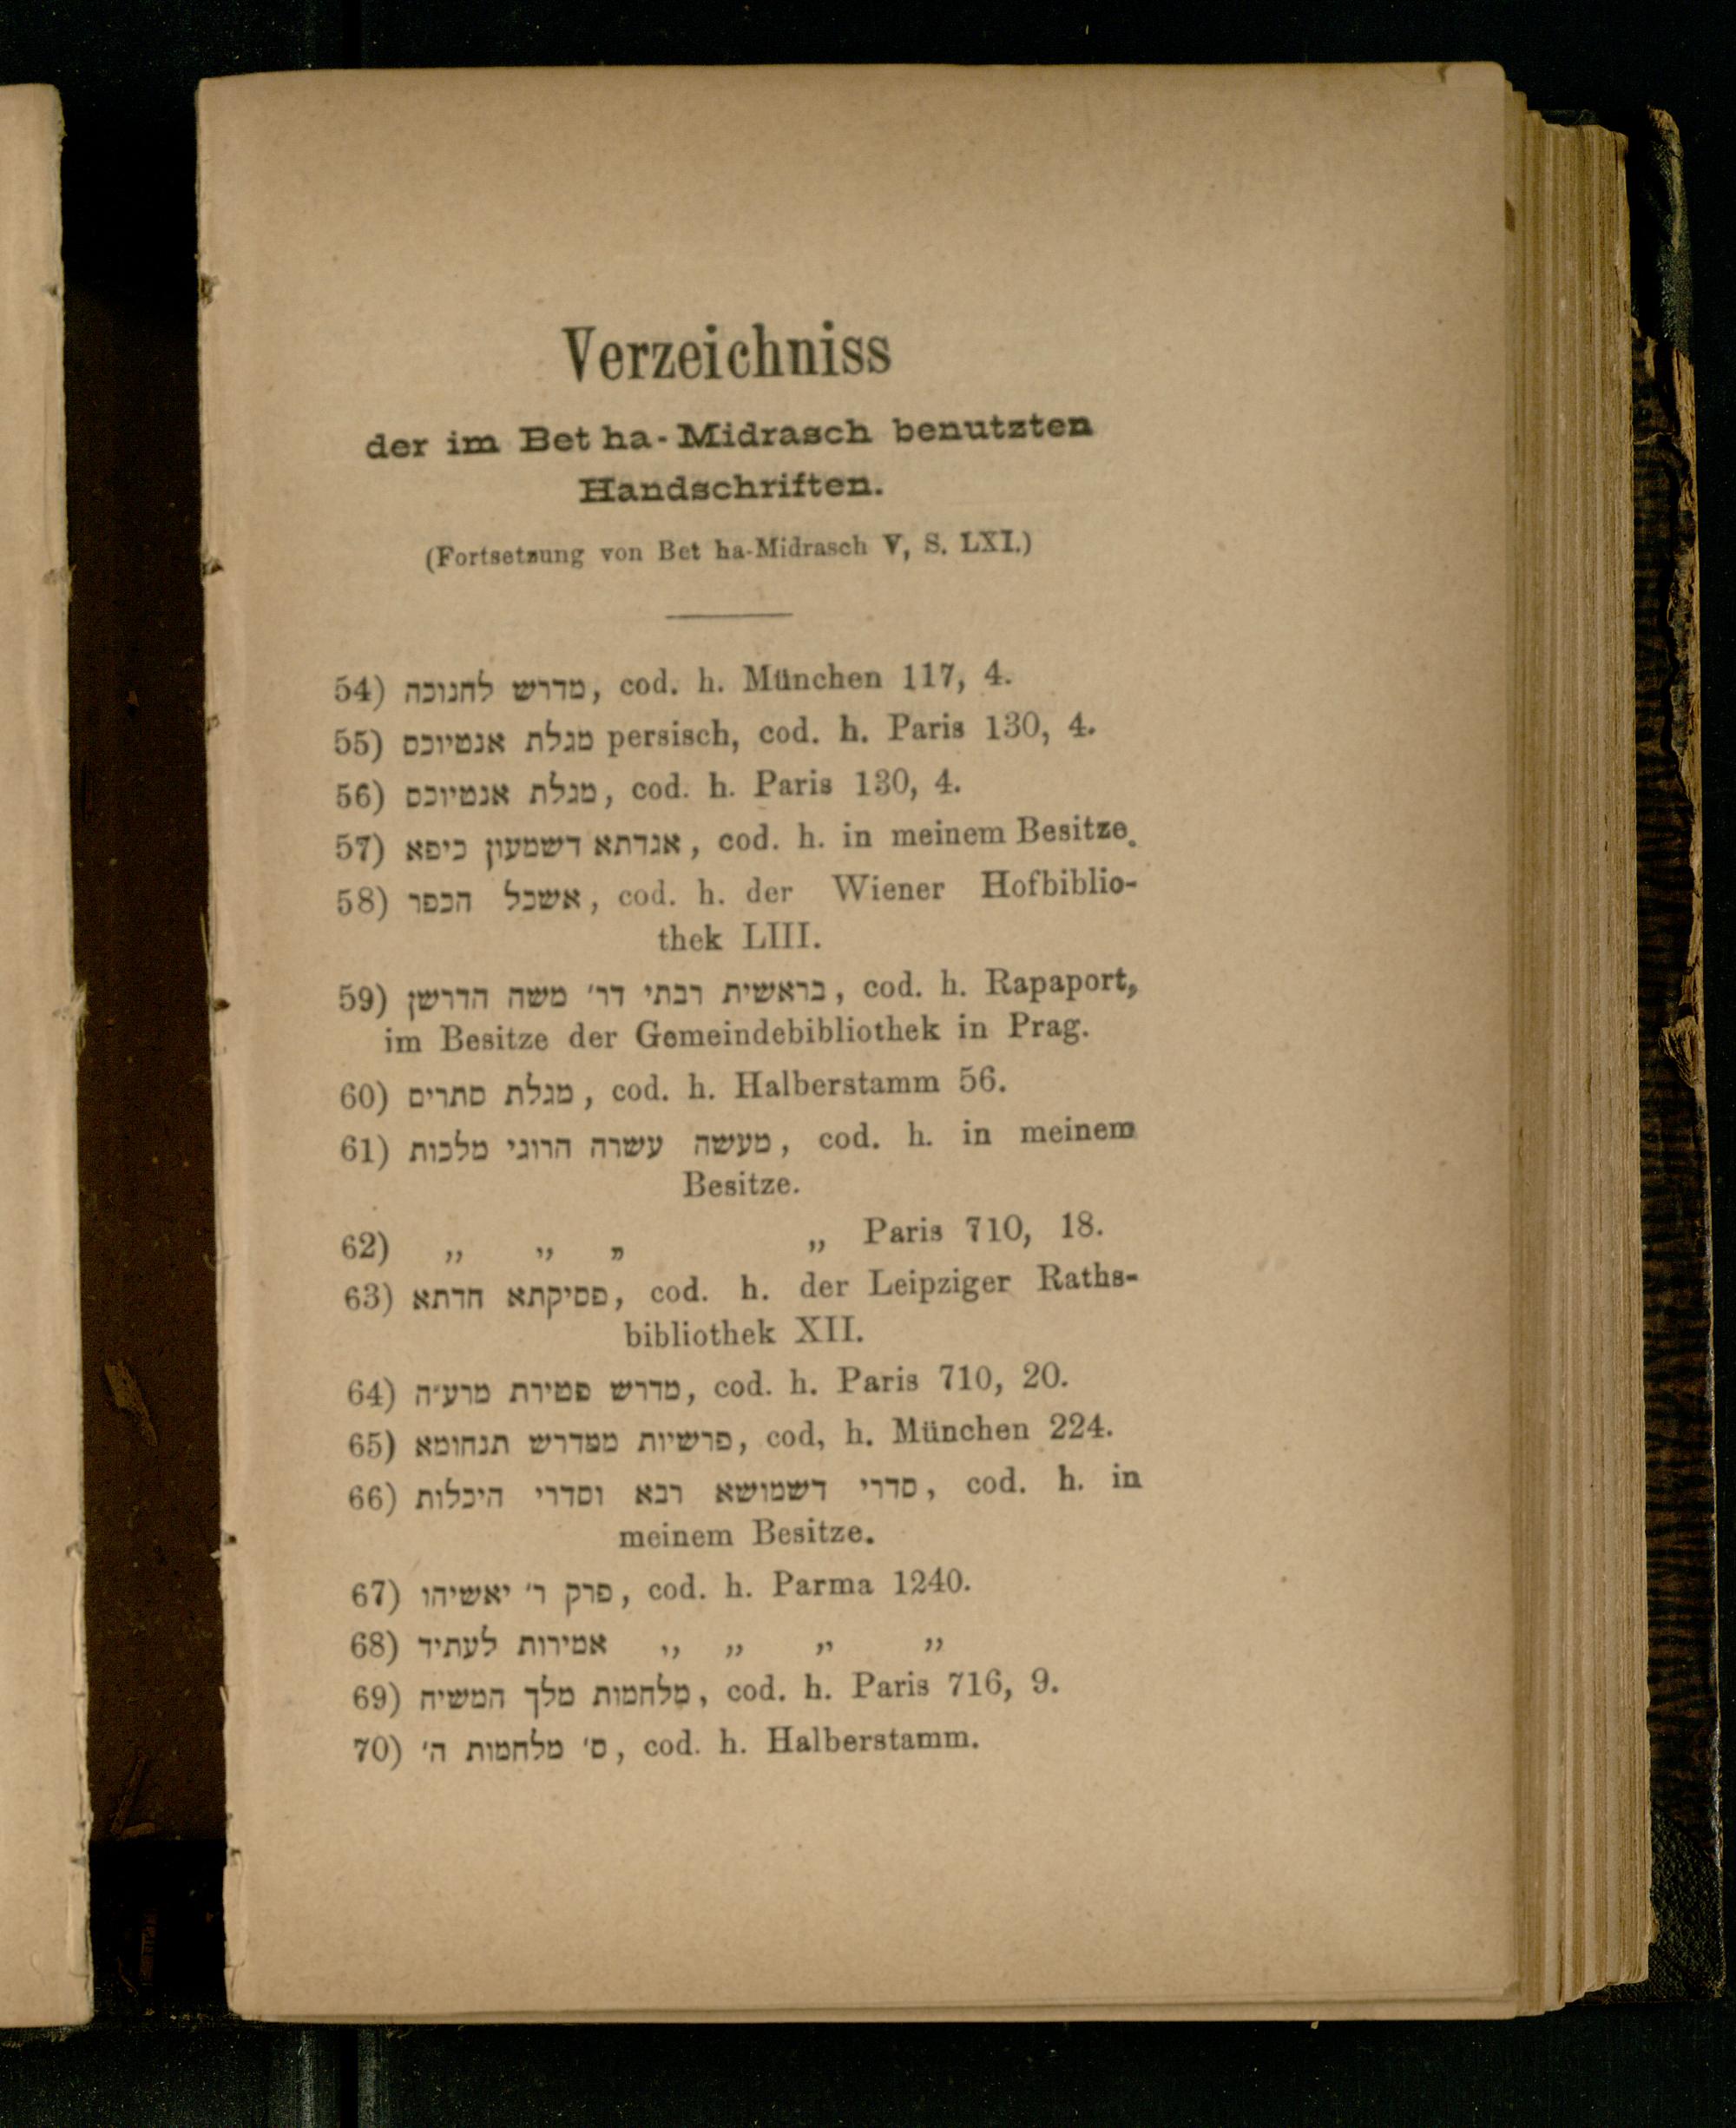 Verzeichniss
der im Bet ha-Midrasch benutzten
Handschriften.
(Fortsetzung von Bet ha-Midrasch V, S. LXI.)
54) מדרש לחנוכה, cod. h. München 117, 4.
55) מגלת אנטיוכס persisch, cod. h. Paris 130, 4.
56) מגלת אנטיוכס, cod. h. Paris 130, 4.
57) אגדתא דשמעון כיפא, cod. h. in meinem Besitze.
58) אשכל הכפר, cod. h. der Wiener Hofbiblio-
thek LIII.
59) בראשית רבתי דר׳ משה הדרשן, cod. h. Rapaport,
im Besitze der Gemeindebibliothek in Prag.
60) מגלת סתרים, cod. h. Halberstamm 56.
61) מעשה עשרה הרוגי מלכות, cod. h. in meinem
Besitze.
62) „ „ „ „ Paris 710, 18.
63) פסיקתא חדתא, cod. h. der Leipziger Raths-
bibliothek XII.
64) מדרש פטירת מרע״ה, cod. h. Paris 710, 20.
65) פרשיות ממדרש תנחומא, cod, h. München 224.
66) סדרי דשמושא רבא וסדרי היכלות, cod. h. in
meinem Besitze.
67) פרק ר׳ יאשיהו, cod. h. Parma 1240.
68) אמירות לעתיד „ „ „ „
69) מלחמות מלך המשיח, cod. h. Paris 716, 9.
70) ס׳ מלחמות ה׳, cod. h. Halberstamm.